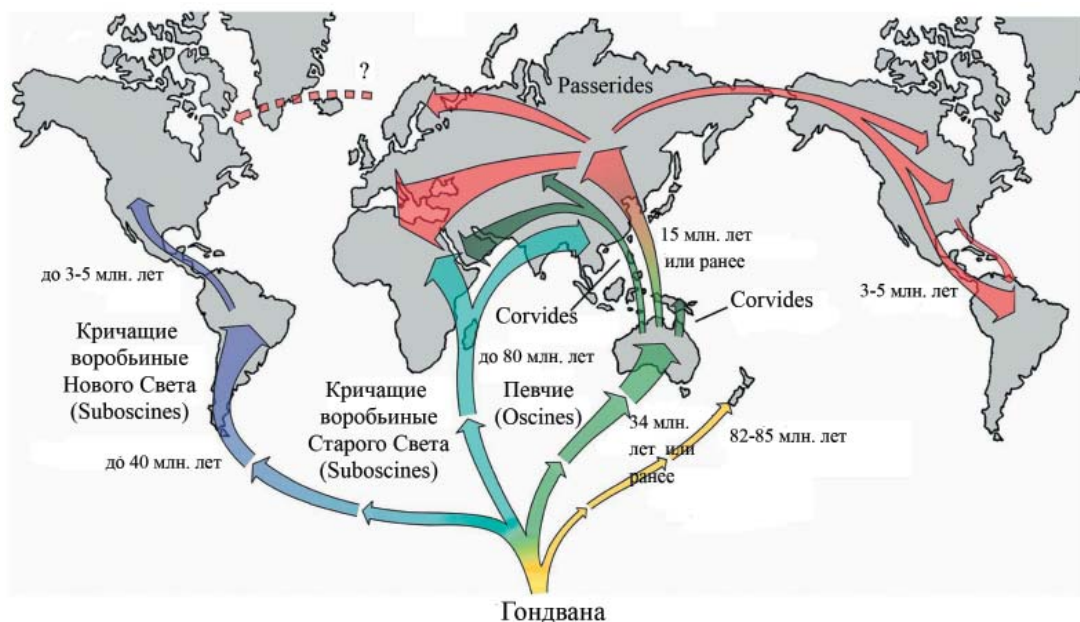 ?
Passerides
до 3-5 млн. лет
Кричащие
воробьиные
Нового Света
(Suboscines)
до 40 млн. лет
Кричащие
воробьиные
Старого Света
(Suboscines)
до 80 млн. лет
Corvides
15 млн. лет
или ранее
Corvides
Певчие
(Oscines)
34 млн.
лет или
ранее
82-85 млн. лет
3-5 млн. лет
Гондвана